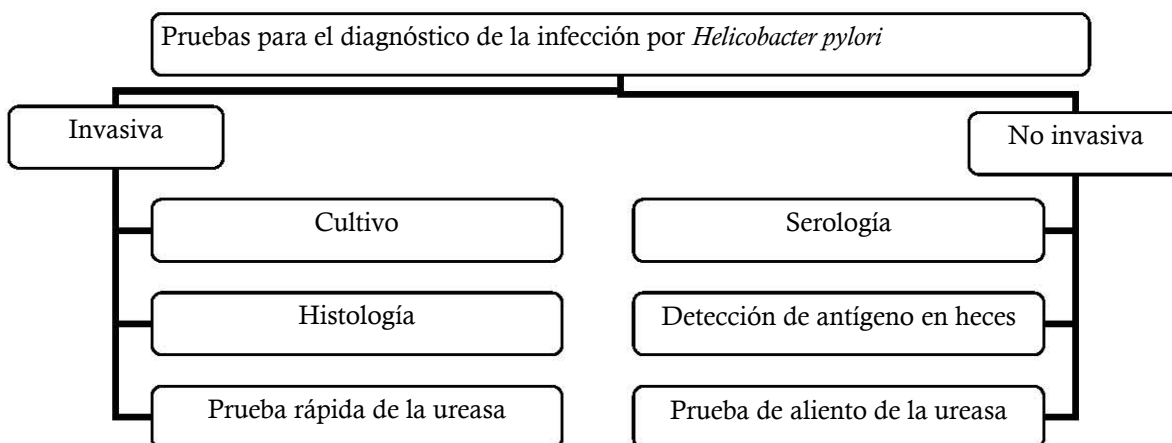 Pruebas para el diagnóstico de la infección por Helicobacter pylori
Invasiva
No invasiva
Cultivo
Serología
Histología
Detección de antígeno en heces
Prueba rápida de la ureasa
Prueba de aliento de la ureasa